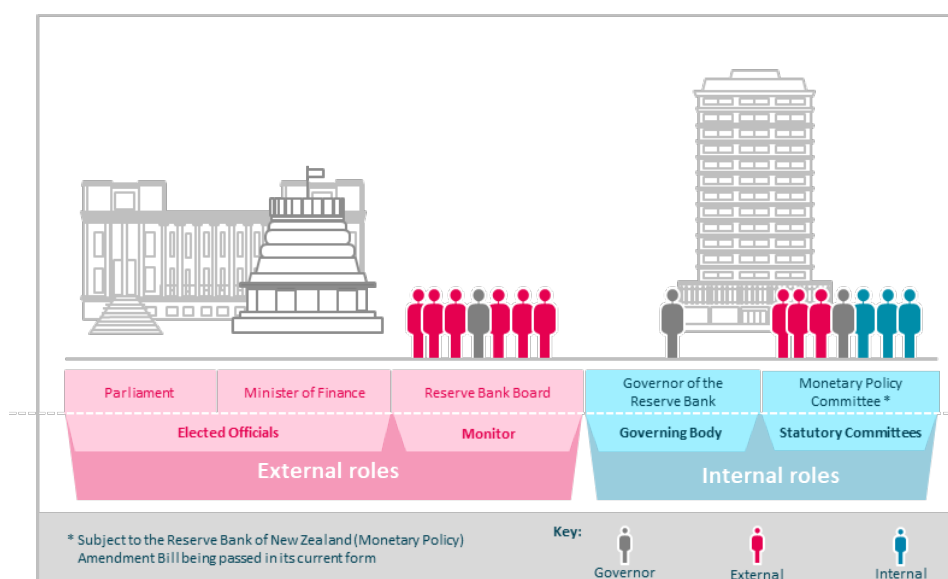 Parliament
Minister of Finance
Reserve Bank Board
Governor of the
Reserve Bank
Monetary Policy
Committee *
Elected Officials
Monitor
Governing Body
Statutory Committees
External roles
Internal roles
* Subject to the Reserve Bank of New Zealand (Monetary Policy)
Amendment Bill being passed in its current form
Key:
Governor
External
Internal